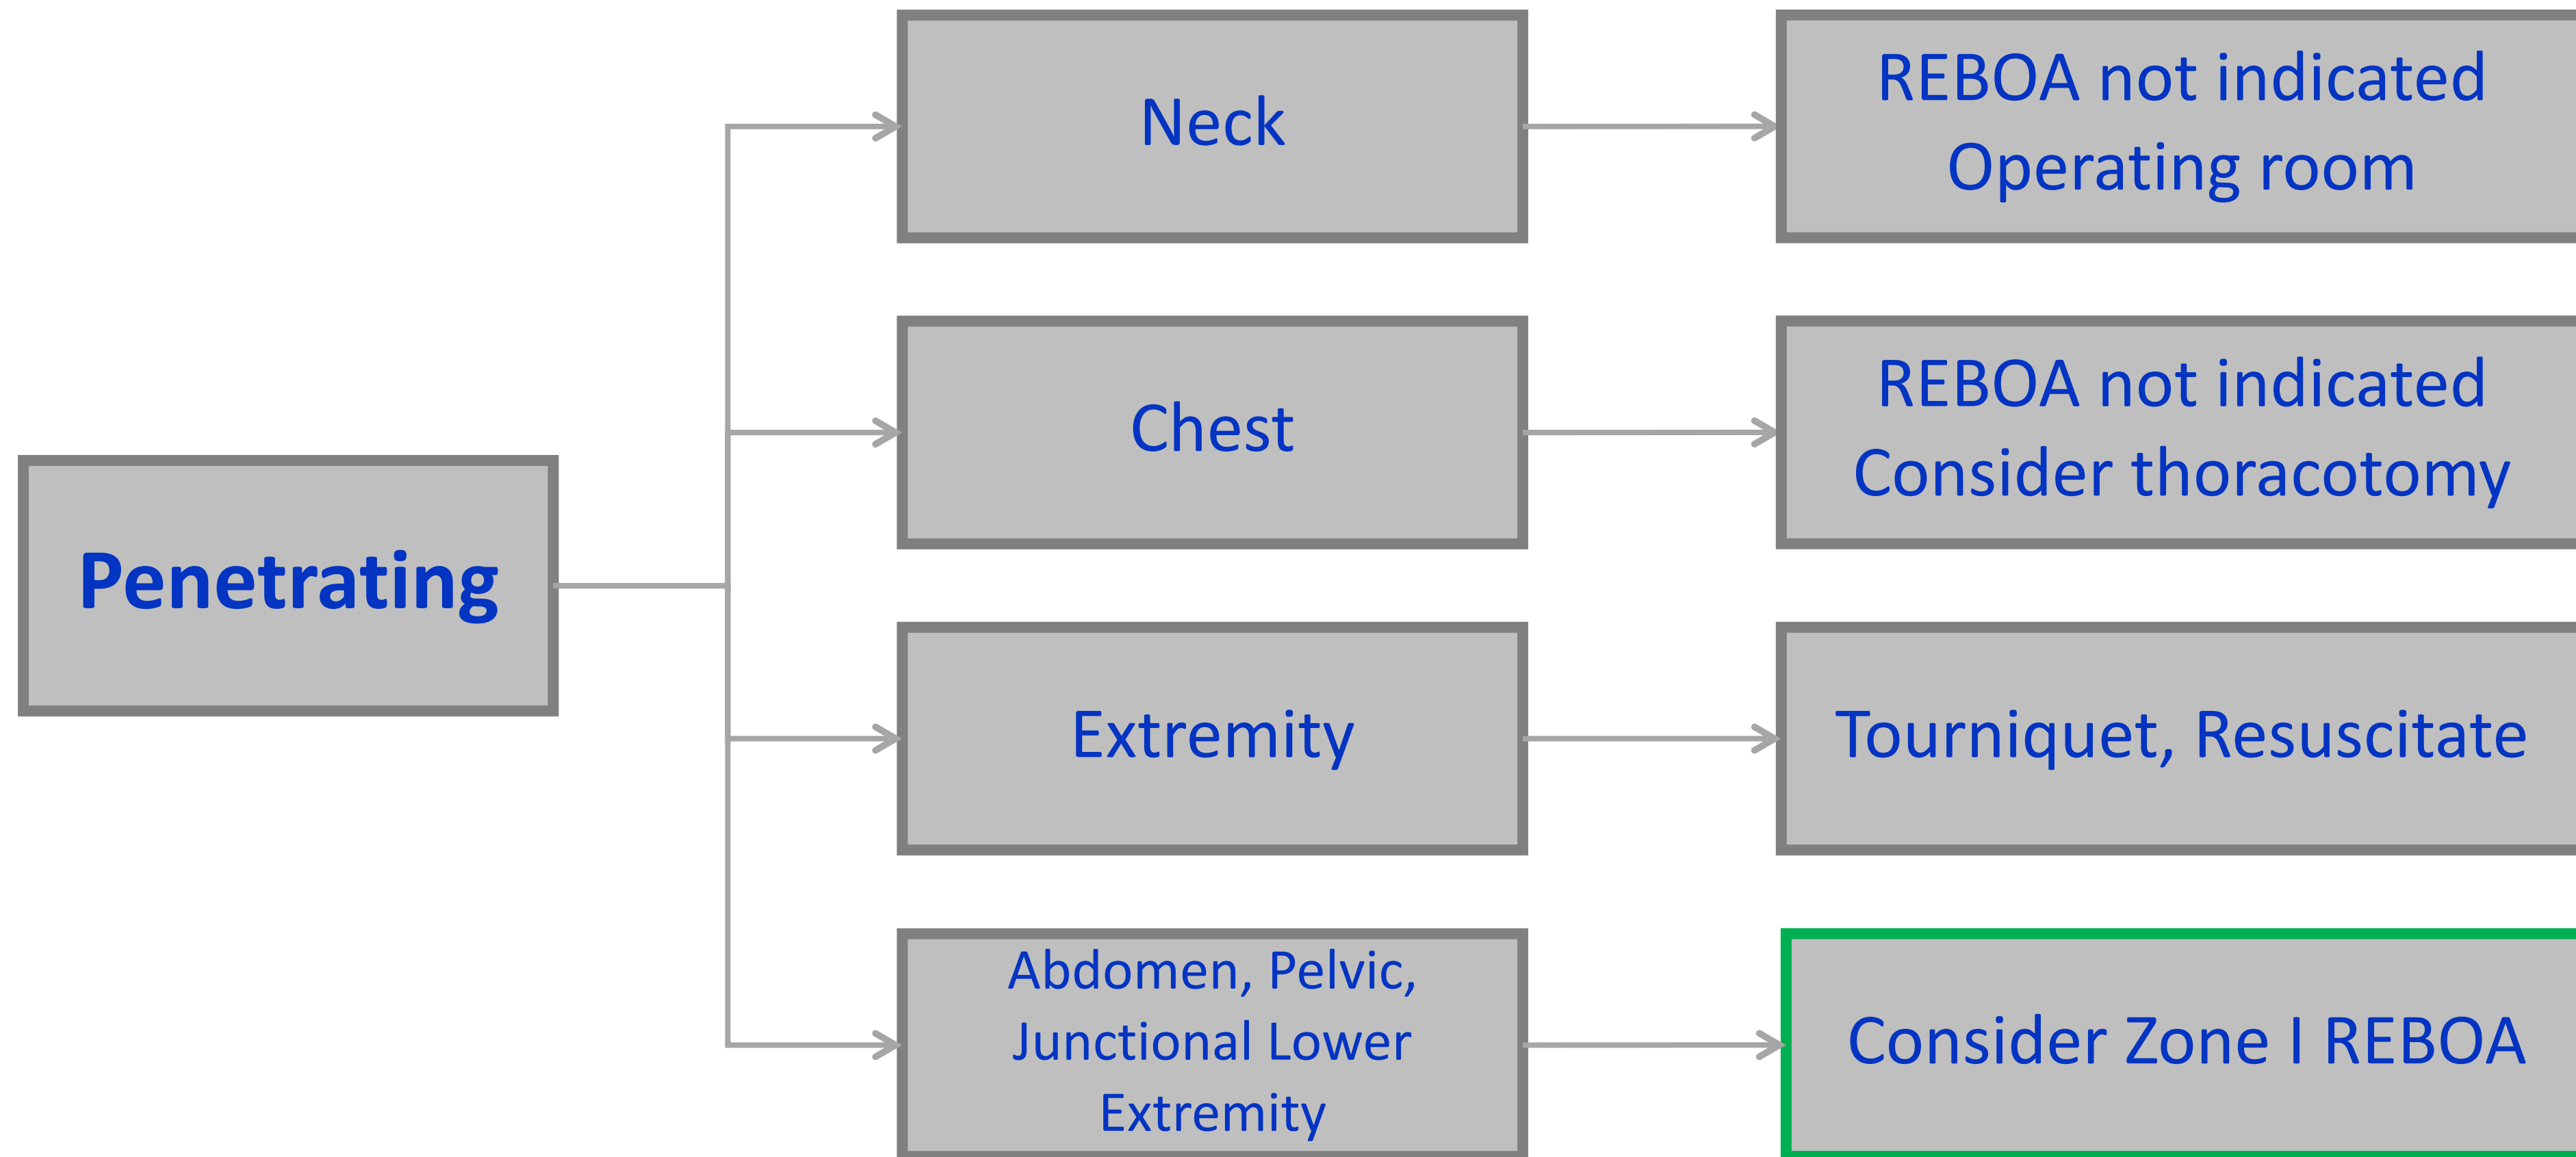 Penetrating
Neck
REBOA not indicated
Operating room
Chest
REBOA not indicated
Consider thoracotomy
Extremity
Tourniquet, Resuscitate
Abdomen, Pelvic,
Junctional Lower
Extremity
Consider Zone I REBOA